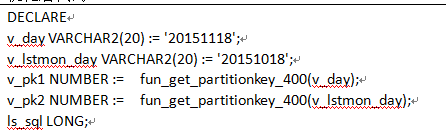 DECLARE
v_day VARCHAR2(20) := '20151118';
v_lstmon_day VARCHAR2(20) := '20151018';
v_pk1 NUMBER := fun_get_partitionkey_400(v_day);
v_pk2 NUMBER := fun_get_partitionkey_400(v_lstmon_day);
ls_sql LONG;